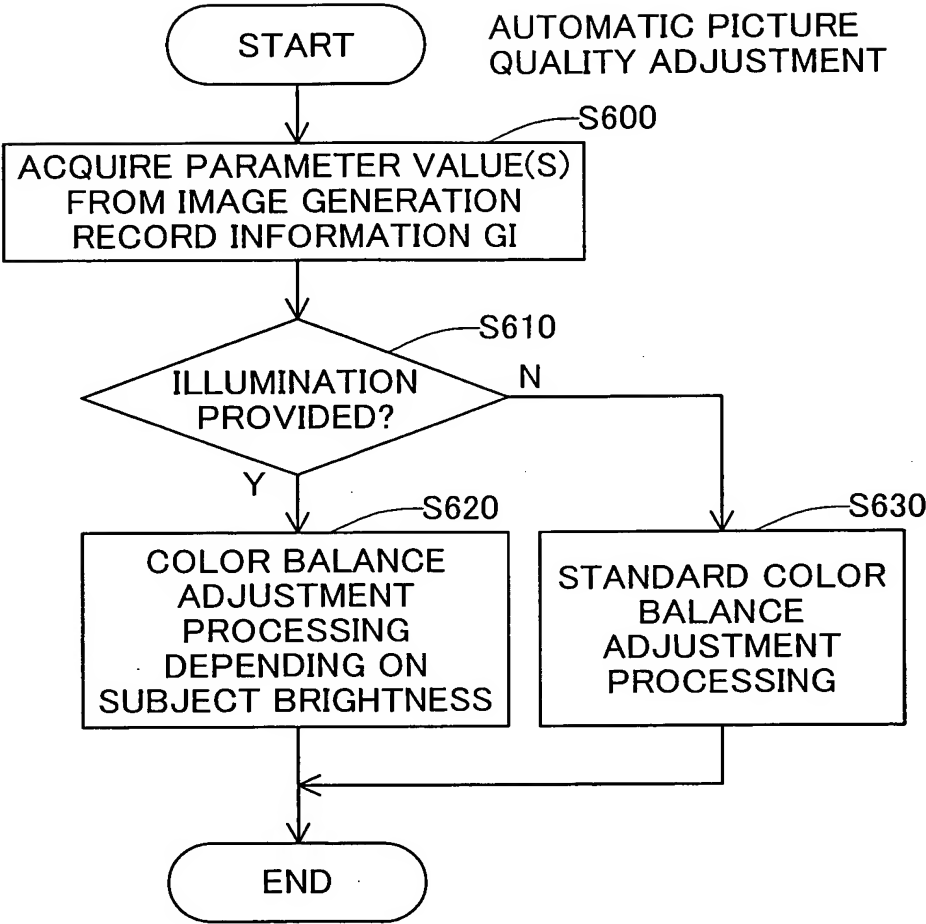 START
AUTOMATIC PICTURE
QUALITY ADJUSTMENT
S600
ACQUIRE PARAMETER VALUE(S)
FROM IMAGE GENERATION
RECORD INFORMATION GI
S610
ILLUMINATION
PROVIDED?
N
Y
S620
COLOR BALANCE
ADJUSTMENT
PROCESSING
DEPENDING ON
SUBJECT BRIGHTNESS
S630
STANDARD COLOR
BALANCE
ADJUSTMENT
PROCESSING
END